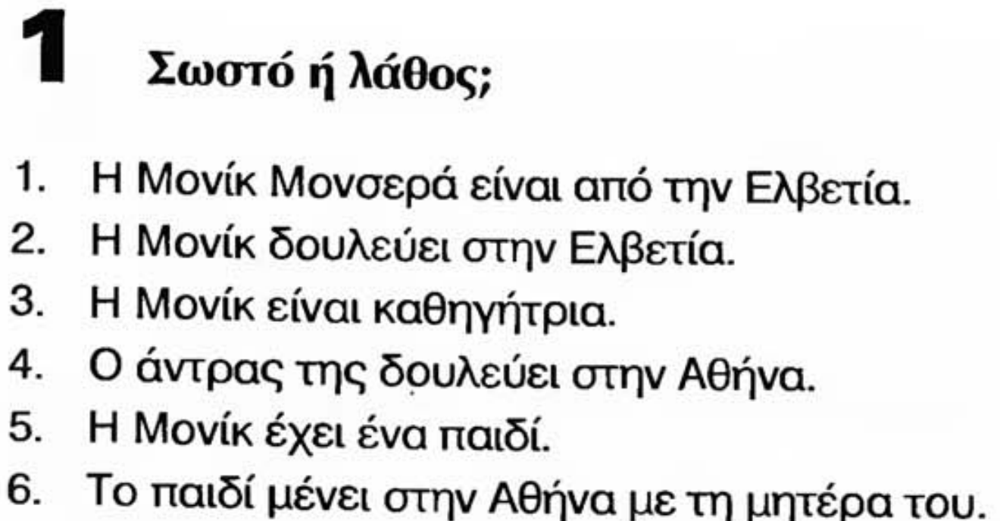 1 Σωστό ή λάθος;
1. Η Μονίκ Μονσερά είναι από την Ελβετία.
2. Η Μονίκ δουλεύει στην Ελβετία.
3. Η Μονίκ είναι καθηγήτρια.
4. Ο άντρας της δουλεύει στην Αθήνα.
5. Η Μονίκ έχει ένα παιδί.
6. Το παιδί μένει στην Αθήνα με τη μητέρα του.